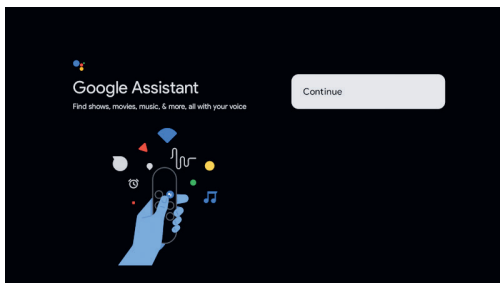 Google Assistant
Find shows, movies, music, & more, all with your voice
Continue